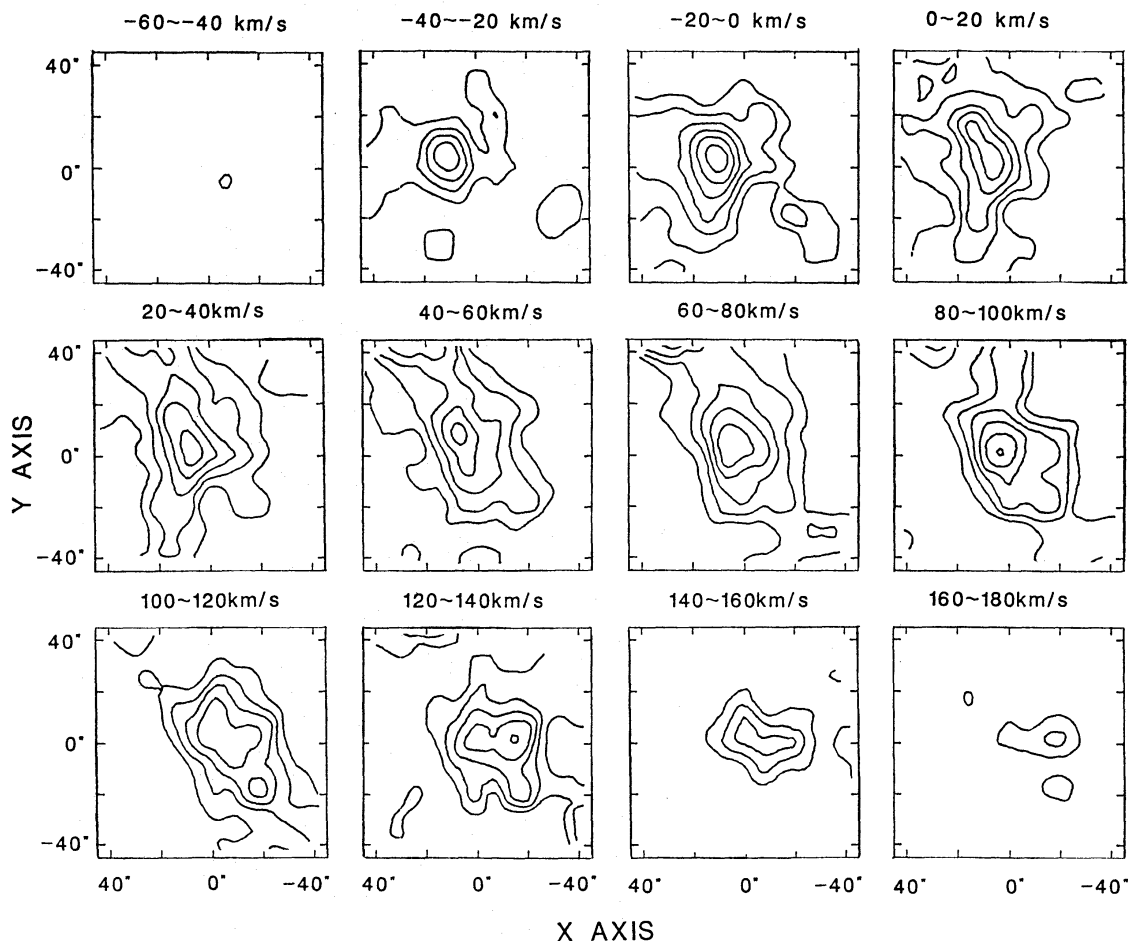 -60~-40 km/s
-40~-20 km/s
-20~0 km/s
0~20 km/s
40"
0"
-40"
20~40km/s
40~60km/s
60~80km/s
80~100km/s
40"
0"
-40"
Y AXIS
100~120km/s
120~140km/s
140~160km/s
160~180km/s
40"
0"
-40"
40" 0" -40" 40" 0" -40" 40" 0" -40" 40" 0" -40"
X AXIS